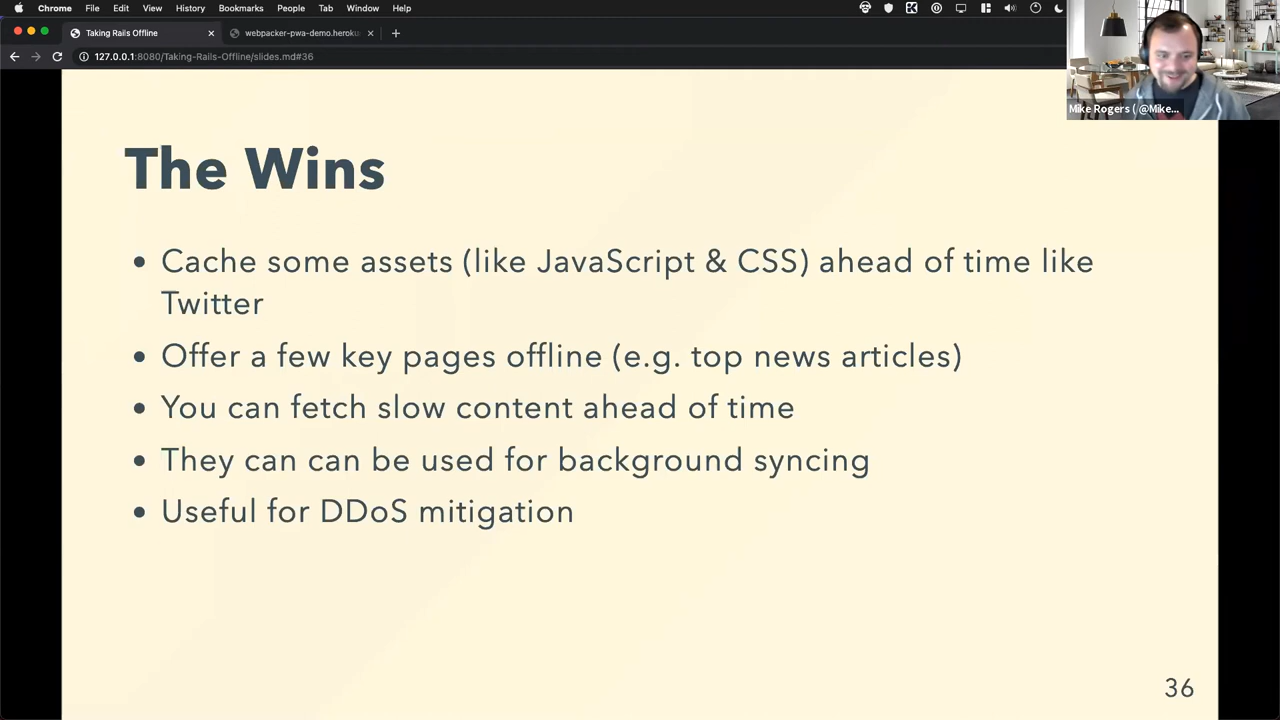 Chrome File Edit View History Bookmarks People Tab Window Help
Taking Rails Offline
webpacker-pwa-demo.heroku
127.0.0.1:8080/Taking-Rails-Offline/slides.md#36
Mike Rogers ( @Mike...
The Wins
• Cache some assets (like JavaScript & CSS) ahead of time like
Twitter
• Offer a few key pages offline (e.g. top news articles)
• You can fetch slow content ahead of time
• They can can be used for background syncing
• Useful for DDoS mitigation
36